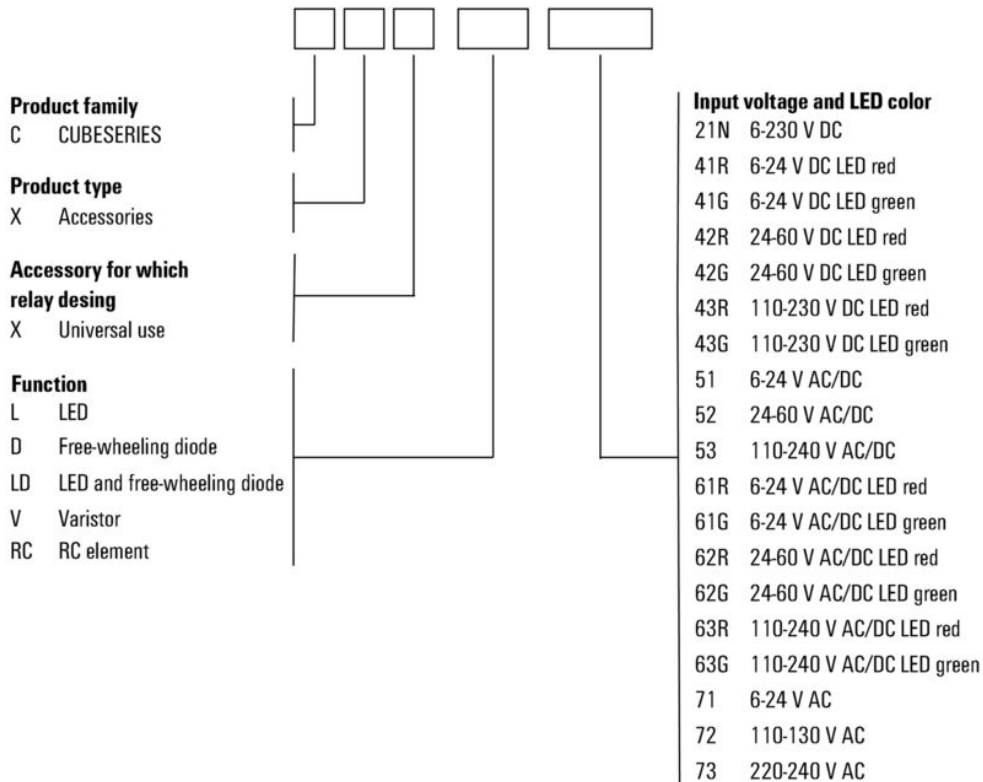 Product family
C CUBESERIES
Product type
X Accessories
Accessory for which
relay desing
X Universal use
Function
L LED
D Free-wheeling diode
LD LED and free-wheeling diode
V Varistor
RC RC element
Input voltage and LED color
21N 6-230 V DC
41R 6-24 V DC LED red
41G 6-24 V DC LED green
42R 24-60 V DC LED red
42G 24-60 V DC LED green
43R 110-230 V DC LED red
43G 110-230 V DC LED green
51 6-24 V AC/DC
52 24-60 V AC/DC
53 110-240 V AC/DC
61R 6-24 V AC/DC LED red
61G 6-24 V AC/DC LED green
62R 24-60 V AC/DC LED red
62G 24-60 V AC/DC LED green
63R 110-240 V AC/DC LED red
63G 110-240 V AC/DC LED green
71 6-24 V AC
72 110-130 V AC
73 220-240 V AC